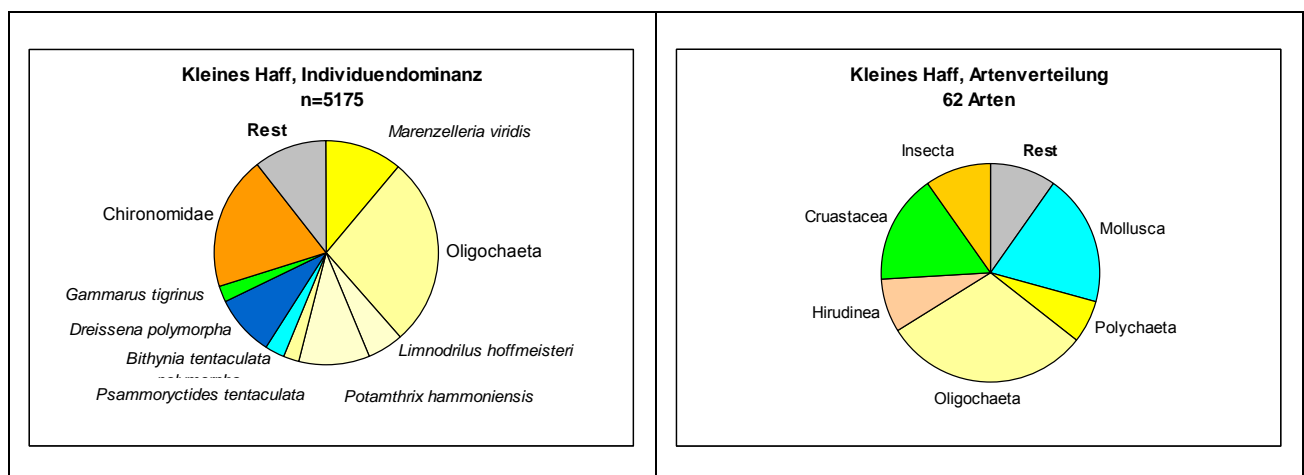 Kleines Haff, Individuendominanz
n=5175
Rest
Marenzelleria viridis
Chironomidae
Oligochaeta
Gammarus tigrinus
Dreissena polymorpha
Bithynia tentaculata
Limnodrilus hoffmeisteri
Psammoryctides tentaculata
Potamthrix hammoniensis
Kleines Haff, Artenverteilung
62 Arten
Insecta
Rest
Cruastacea
Mollusca
Hirudinea
Polychaeta
Oligochaeta